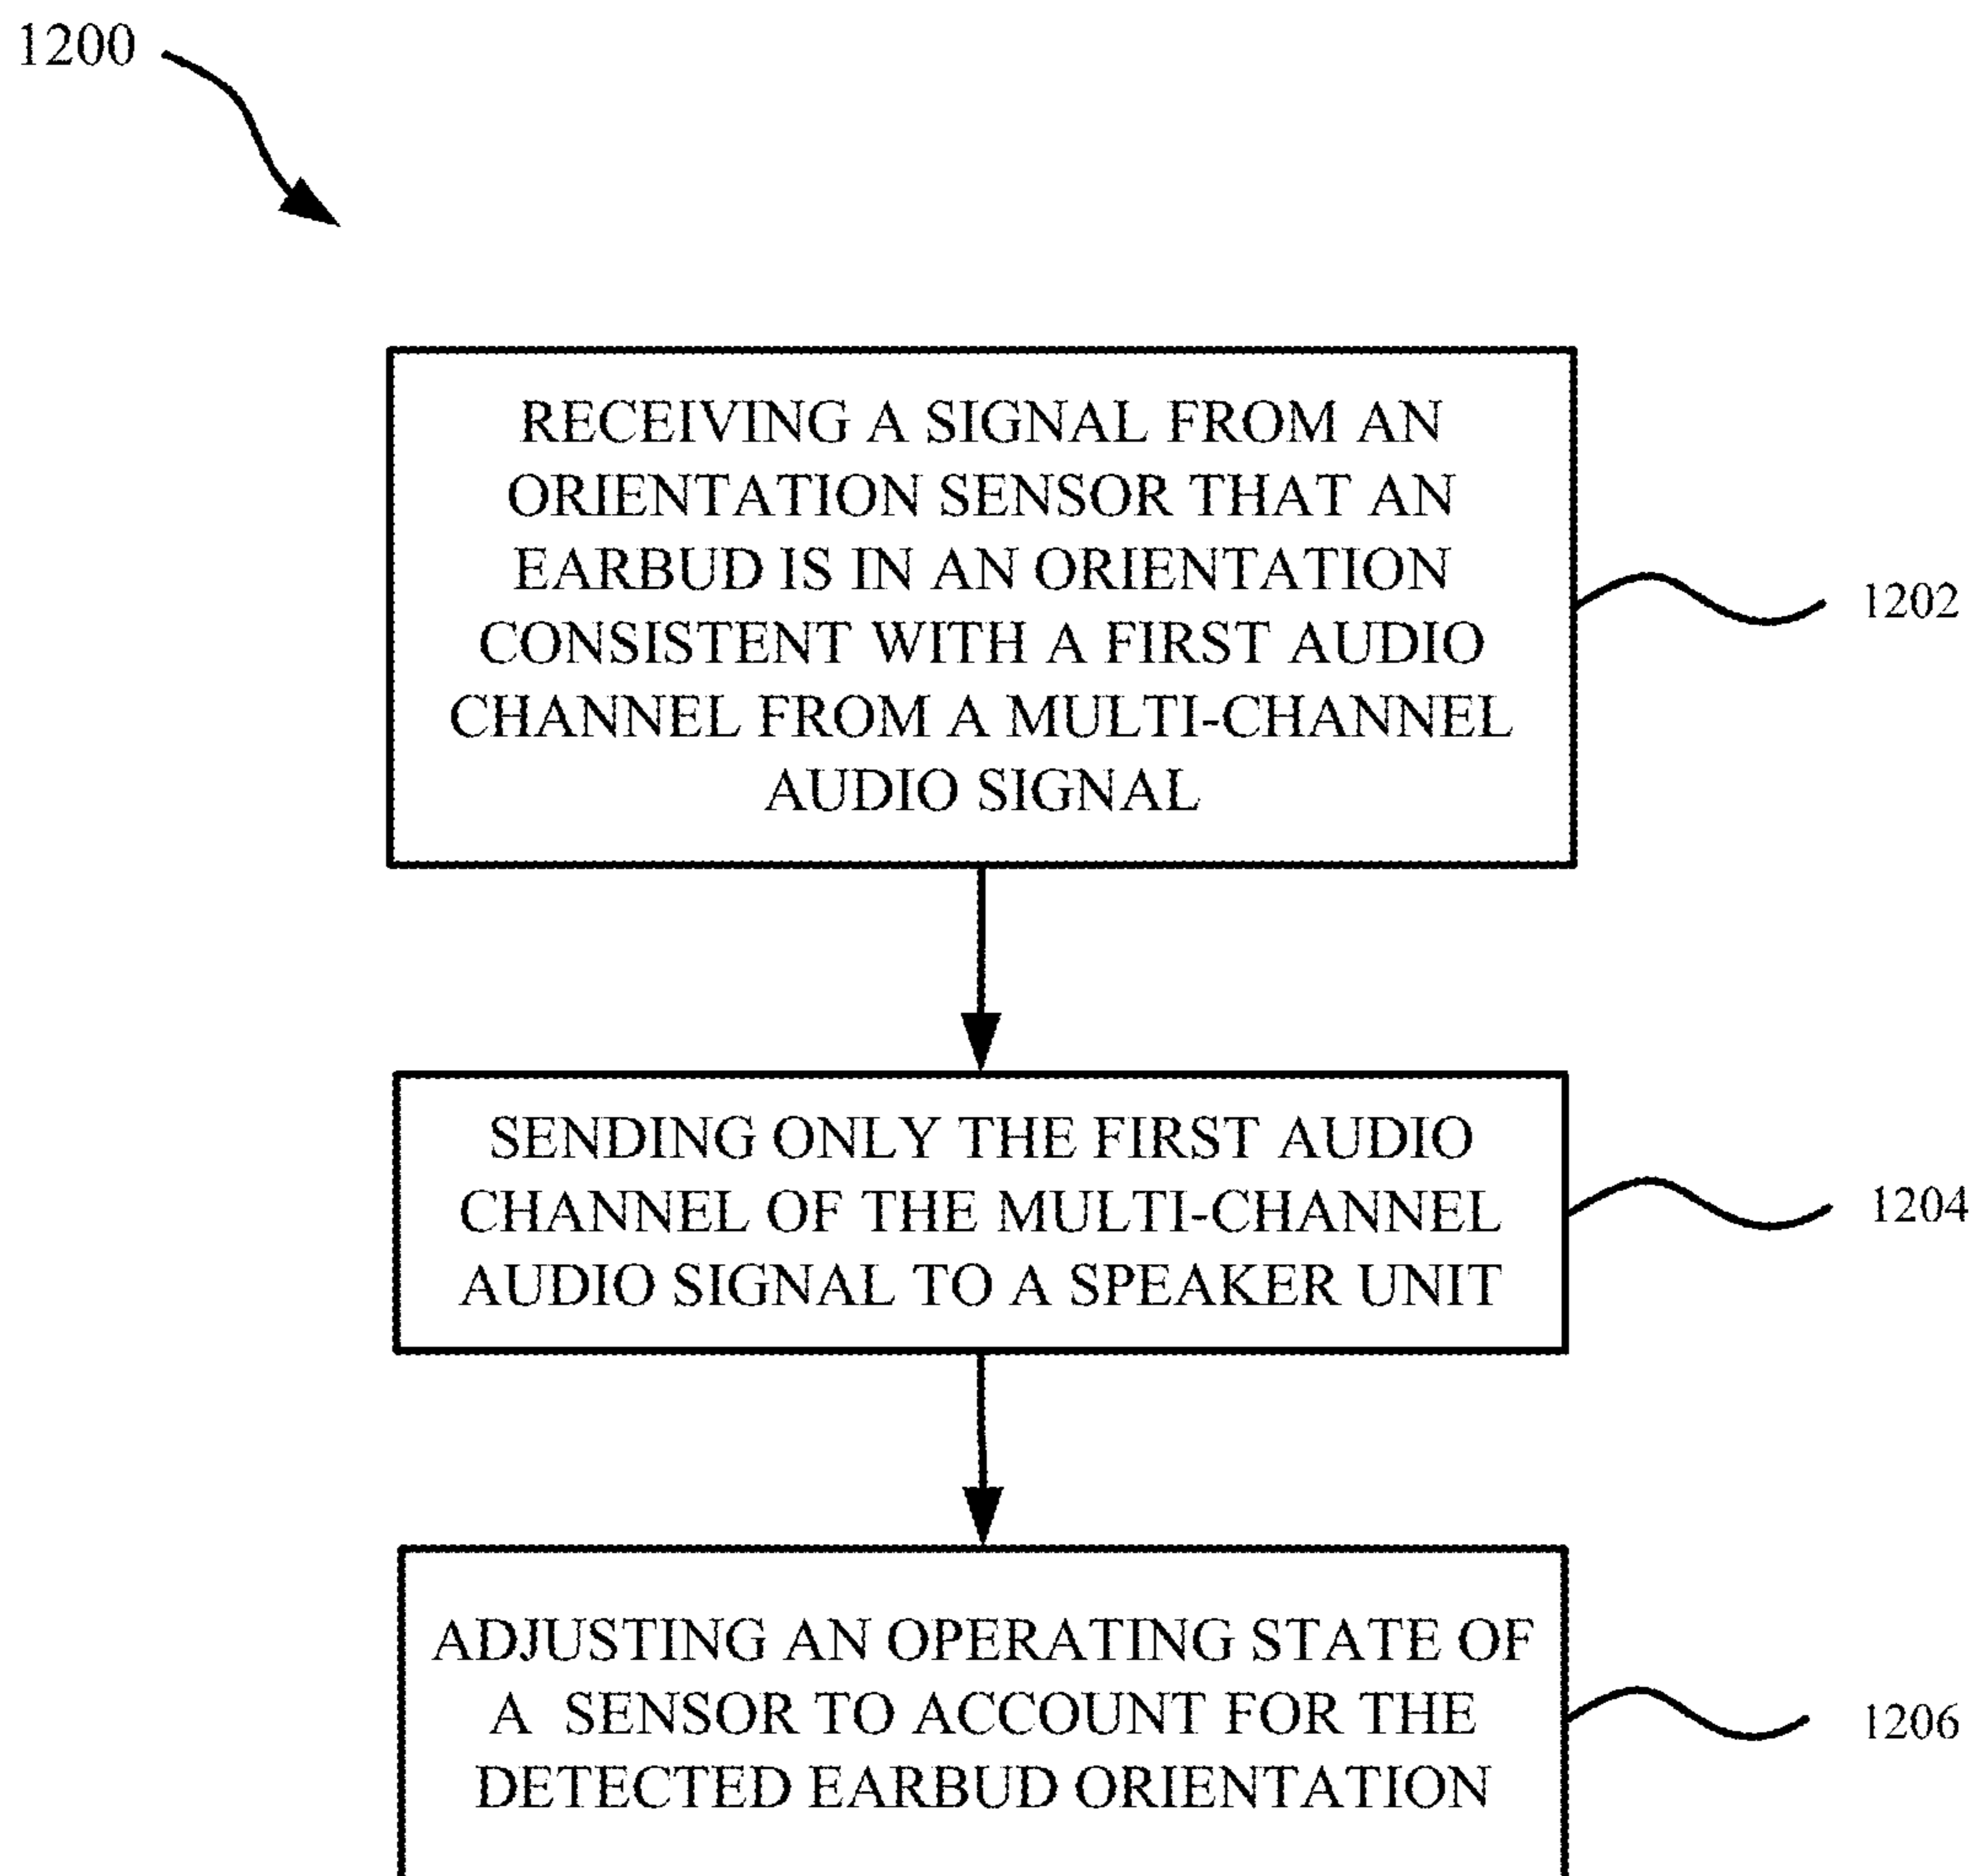 1200
RECEIVING A SIGNAL FROM AN
ORIENTATION SENSOR THAT AN
EARBUD IS IN AN ORIENTATION
CONSISTENT WITH A FIRST AUDIO
CHANNEL FROM A MULTI-CHANNEL
AUDIO SIGNAL
1202
SENDING ONLY THE FIRST AUDIO
CHANNEL OF THE MULTI-CHANNEL
AUDIO SIGNAL TO A SPEAKER UNIT
1204
ADJUSTING AN OPERATING STATE OF
A SENSOR TO ACCOUNT FOR THE
DETECTED EARBUD ORIENTATION
1206